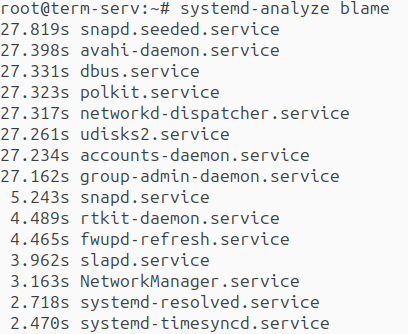 root@term-serv:~# systemd-analyze blame
27.819s snapd.seeded.service
27.398s avahi-daemon.service
27.331s dbus.service
27.323s polkit.service
27.317s networkd-dispatcher.service
27.261s udisks2.service
27.234s accounts-daemon.service
27.162s group-admin-daemon.service
 5.243s snapd.service
 4.489s rtkit-daemon.service
 4.465s fwupd-refresh.service
 3.962s slapd.service
 3.163s NetworkManager.service
 2.718s systemd-resolved.service
 2.470s systemd-timesyncd.service